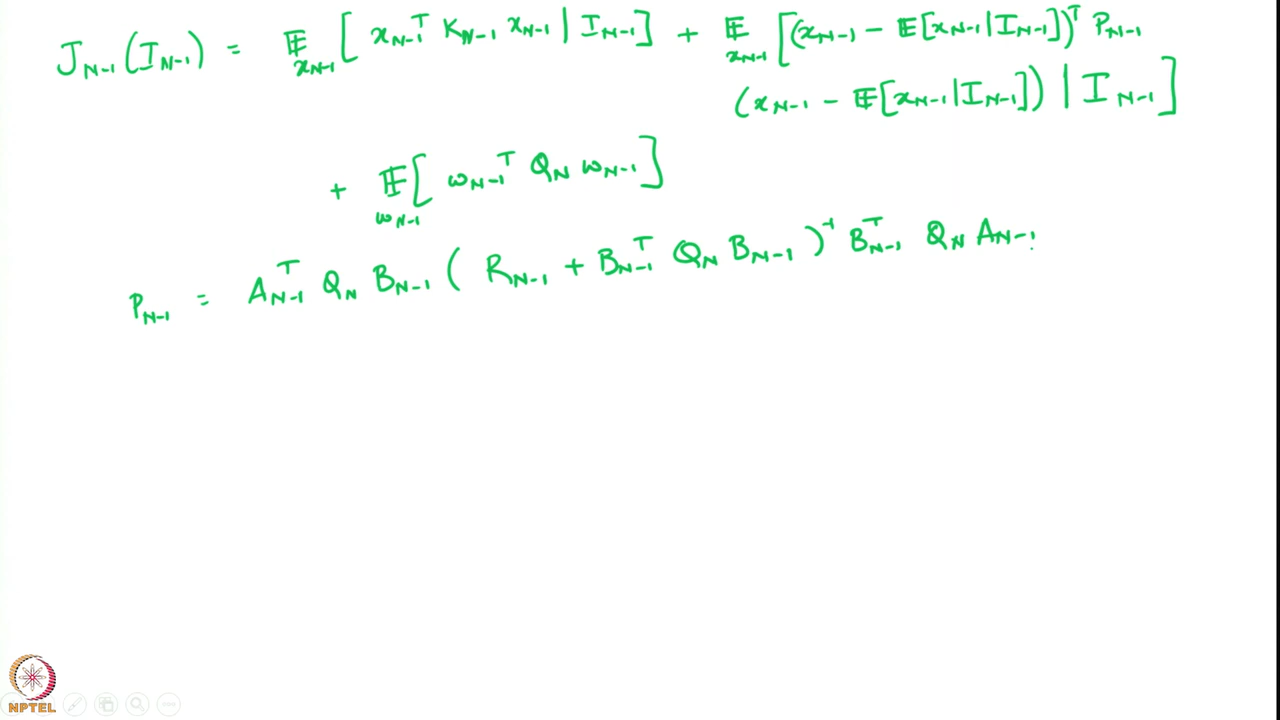 J_{N-1}(I_{N-1}) = 𝔼_{x_{N-1}}[ x_{N-1}^T K_{N-1} x_{N-1} | I_{N-1} ] + 𝔼_{x_{N-1}}[(x_{N-1} - 𝔼[x_{N-1}|I_{N-1}])^T P_{N-1}
(x_{N-1} - 𝔼[x_{N-1}|I_{N-1}]) | I_{N-1} ]
+ 𝔼_{w_{N-1}}[ w_{N-1}^T Q_N w_{N-1} ]
P_{N-1} = A_{N-1}^T Q_N B_{N-1} ( R_{N-1} + B_{N-1}^T Q_N B_{N-1} )^{-1} B_{N-1}^T Q_N A_{N-1}
NPTEL